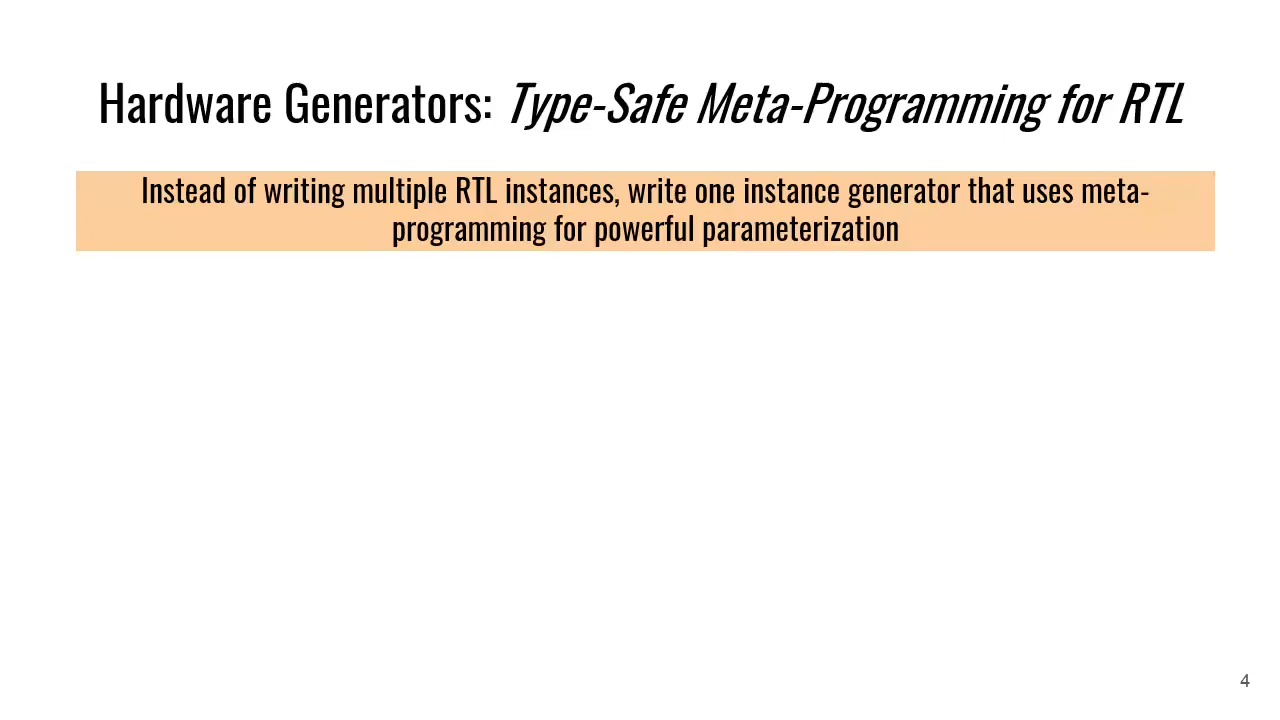 Hardware Generators: Type-Safe Meta-Programming for RTL
Instead of writing multiple RTL instances, write one instance generator that uses meta-
programming for powerful parameterization
4